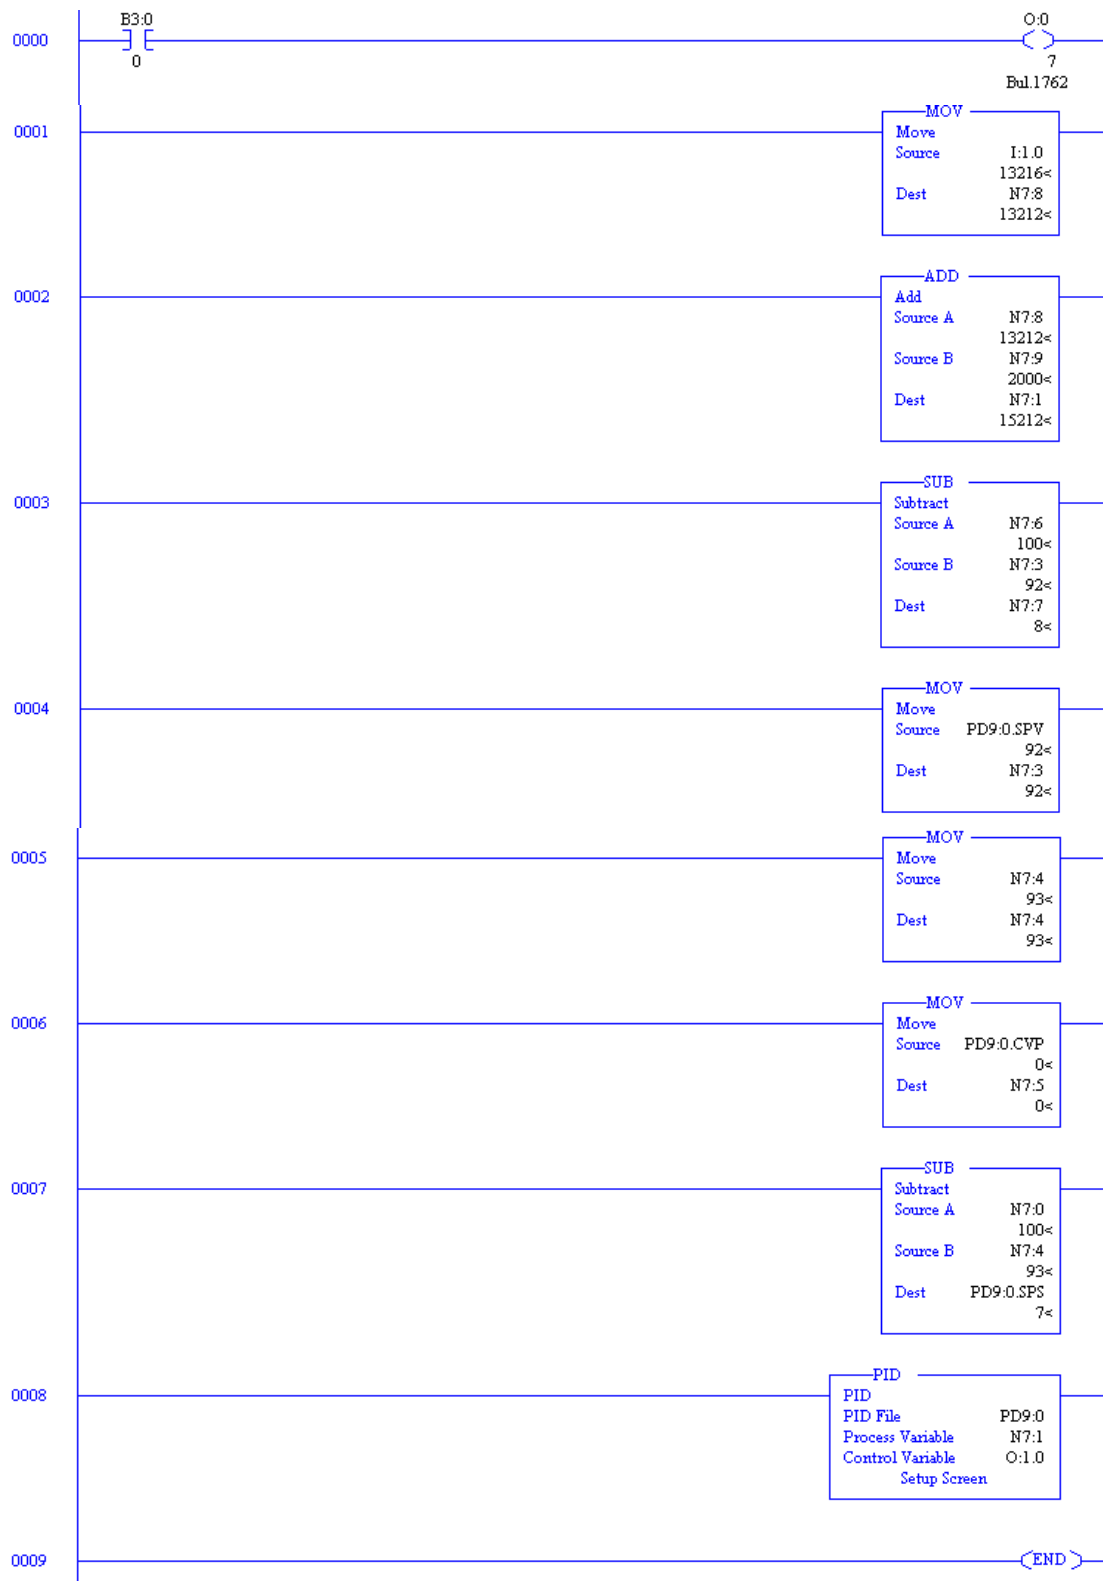 B3:0 O:0
0000
0 7
Bul.1762
MOV
0001 Move
Source I:1.0
13216<
Dest N7:8
13212<
ADD
0002 Add
Source A N7:8
13212<
Source B N7:9
2000<
Dest N7:1
15212<
SUB
0003 Subtract
Source A N7:6
100<
Source B N7:3
92<
Dest N7:7
8<
MOV
0004 Move
Source PD9:0.SPV
92<
Dest N7:3
92<
MOV
0005 Move
Source N7:4
93<
Dest N7:4
93<
MOV
0006 Move
Source PD9:0.CVP
0<
Dest N7:5
0<
SUB
0007 Subtract
Source A N7:0
100<
Source B N7:4
93<
Dest PD9:0.SPS
7<
PID
0008 PID
PID File PD9:0
Process Variable N7:1
Control Variable O:1.0
Setup Screen
0009 END